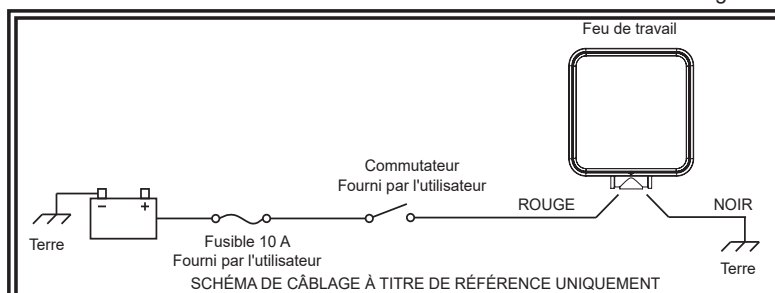 Feu de travail
Commutateur
Fourni par l'utilisateur
ROUGE
NOIR
– +
Terre
Fusible 10 A
Fourni par l'utilisateur
Terre
SCHÉMA DE CÂBLAGE À TITRE DE RÉFÉRENCE UNIQUEMENT